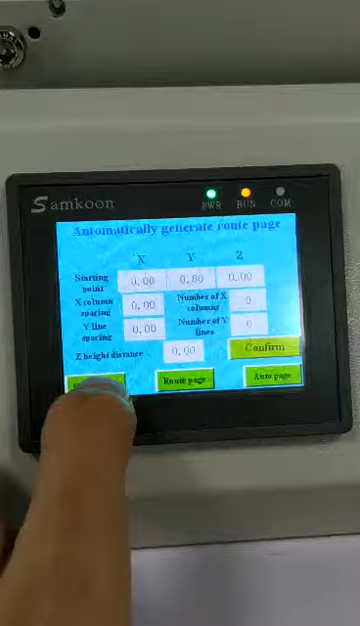 Samkoon
PWR RUN COM
Automatically generate route page
X Y Z
Starting point 0.00 0.00 0.00
X column spacing 0.00 Number of X columns 0
Y line spacing 0.00 Number of Y lines 0
Z height distance 0.00 Confirm
Route page Auto page